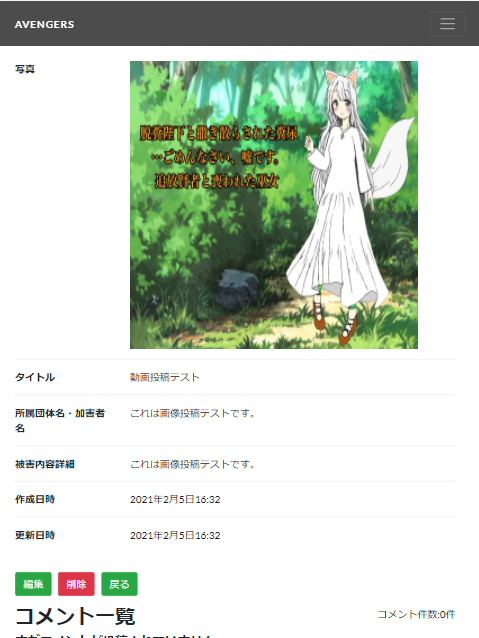 AVENGERS
写真
脱糞陛下と撒き散らされた糞尿
…ごめんなさい、嘘です。
追放賢者と喪われた巫女
タイトル 動画投稿テスト
所属団体名・加害者名 これは画像投稿テストです。
被害内容詳細 これは画像投稿テストです。
作成日時 2021年2月5日16:32
更新日時 2021年2月5日16:32
編集 削除 戻る
コメント一覧 コメント件数:0件